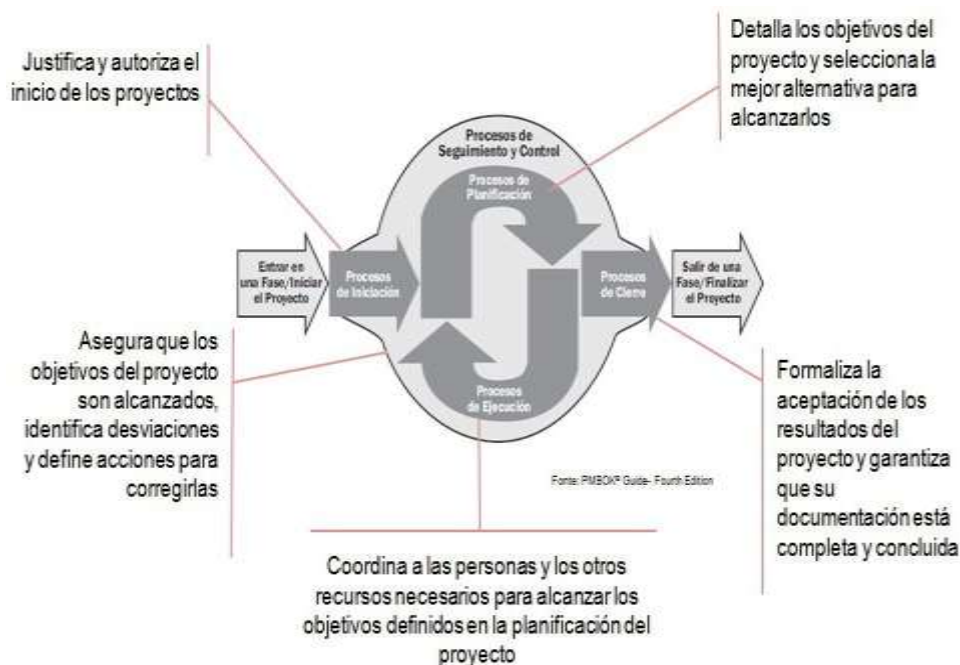 Justifica y autoriza el
inicio de los proyectos
Detalla los objetivos del
proyecto y selecciona la
mejor alternativa para
alcanzarlos
Procesos de
Seguimiento y Control
Procesos de
Planificación
Entrar en
una Fase/Iniciar
el Proyecto
Procesos
de Iniciación
Procesos
de Cierre
Salir de una
Fase/Finalizar
el Proyecto
Asegura que los
objetivos del proyecto
son alcanzados,
identifica desviaciones
y define acciones para
corregirlas
Procesos
de Ejecución
Formaliza la
aceptación de los
resultados del
proyecto y garantiza
que su
documentación está
completa y concluida
Fonte: PMBOK® Guide- Fourth Edition
Coordina a las personas y los otros
recursos necesarios para alcanzar los
objetivos definidos en la planificación del
proyecto